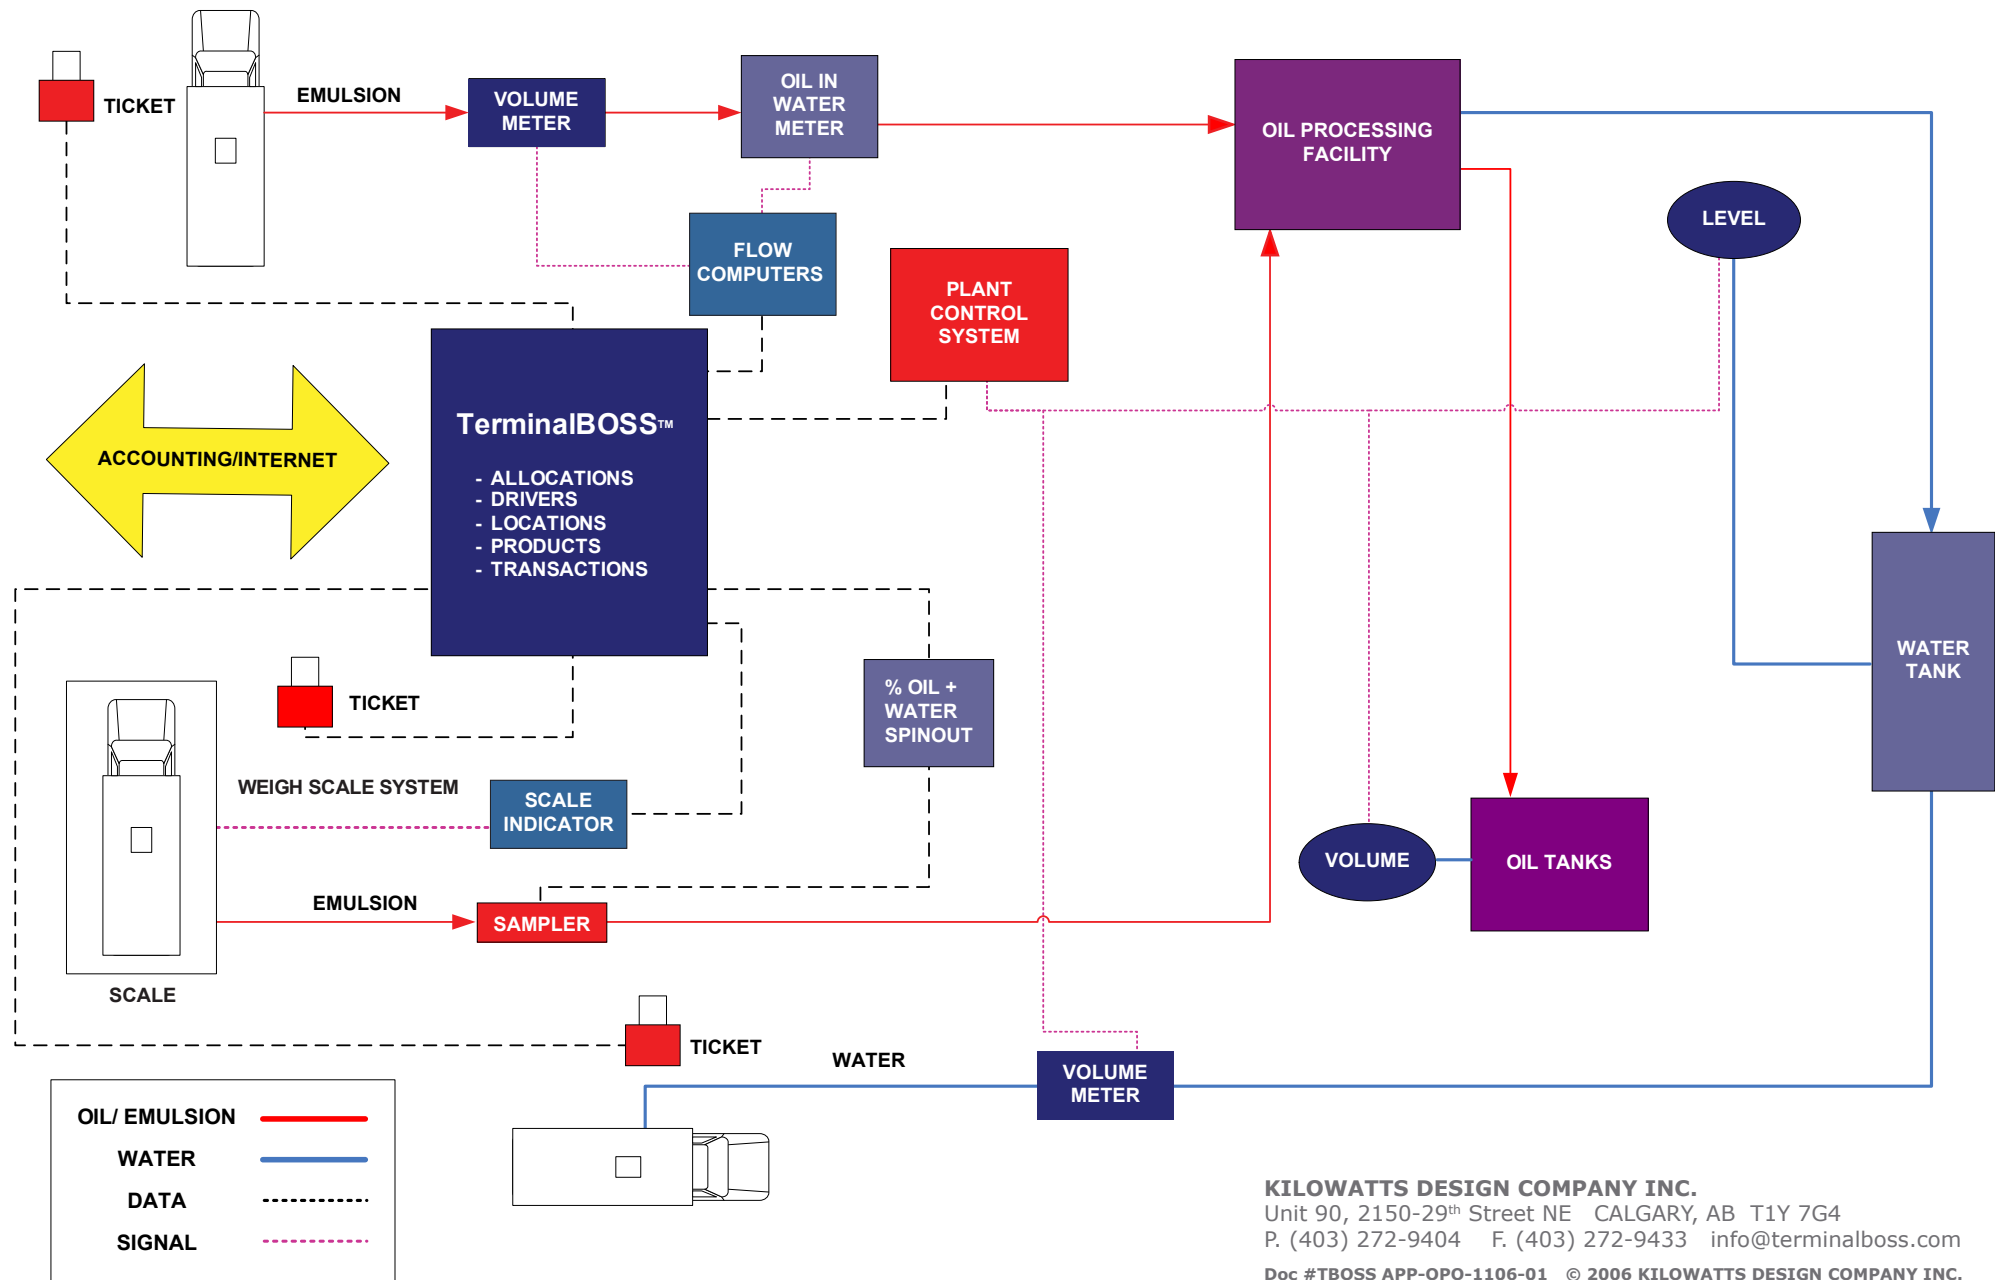 TICKET
EMULSION
VOLUME
METER
OIL IN
WATER
METER
OIL PROCESSING
FACILITY
LEVEL
FLOW
COMPUTERS
PLANT
CONTROL
SYSTEM
ACCOUNTING/INTERNET
TerminalBOSS™
- ALLOCATIONS
- DRIVERS
- LOCATIONS
- PRODUCTS
- TRANSACTIONS
WATER
TANK
TICKET
% OIL +
WATER
SPINOUT
WEIGH SCALE SYSTEM
SCALE
INDICATOR
VOLUME
OIL TANKS
EMULSION
SAMPLER
SCALE
TICKET
WATER
VOLUME
METER
OIL/ EMULSION
WATER
DATA
SIGNAL
KILOWATTS DESIGN COMPANY INC.
Unit 90, 2150-29th Street NE CALGARY, AB T1Y 7G4
P. (403) 272-9404 F. (403) 272-9433 info@terminalboss.com
Doc #TBOSS APP-OPO-1106-01 © 2006 KILOWATTS DESIGN COMPANY INC.